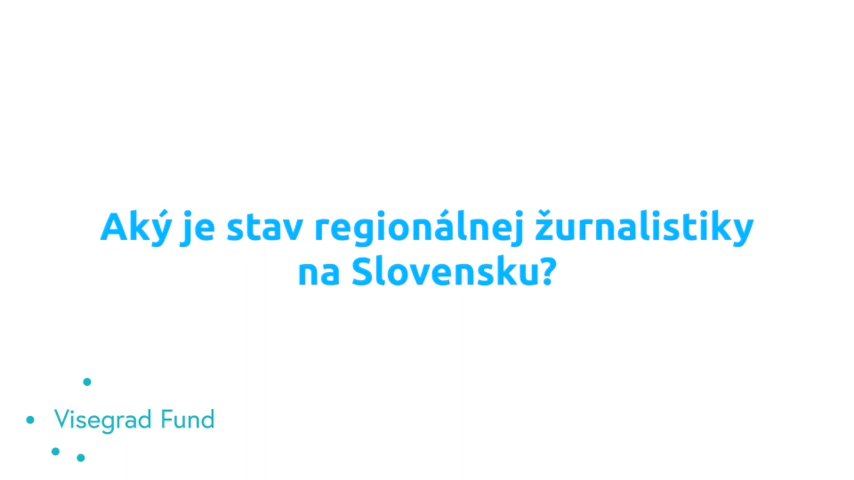 Aký je stav regionálnej žurnalistiky
na Slovensku?
Visegrad Fund